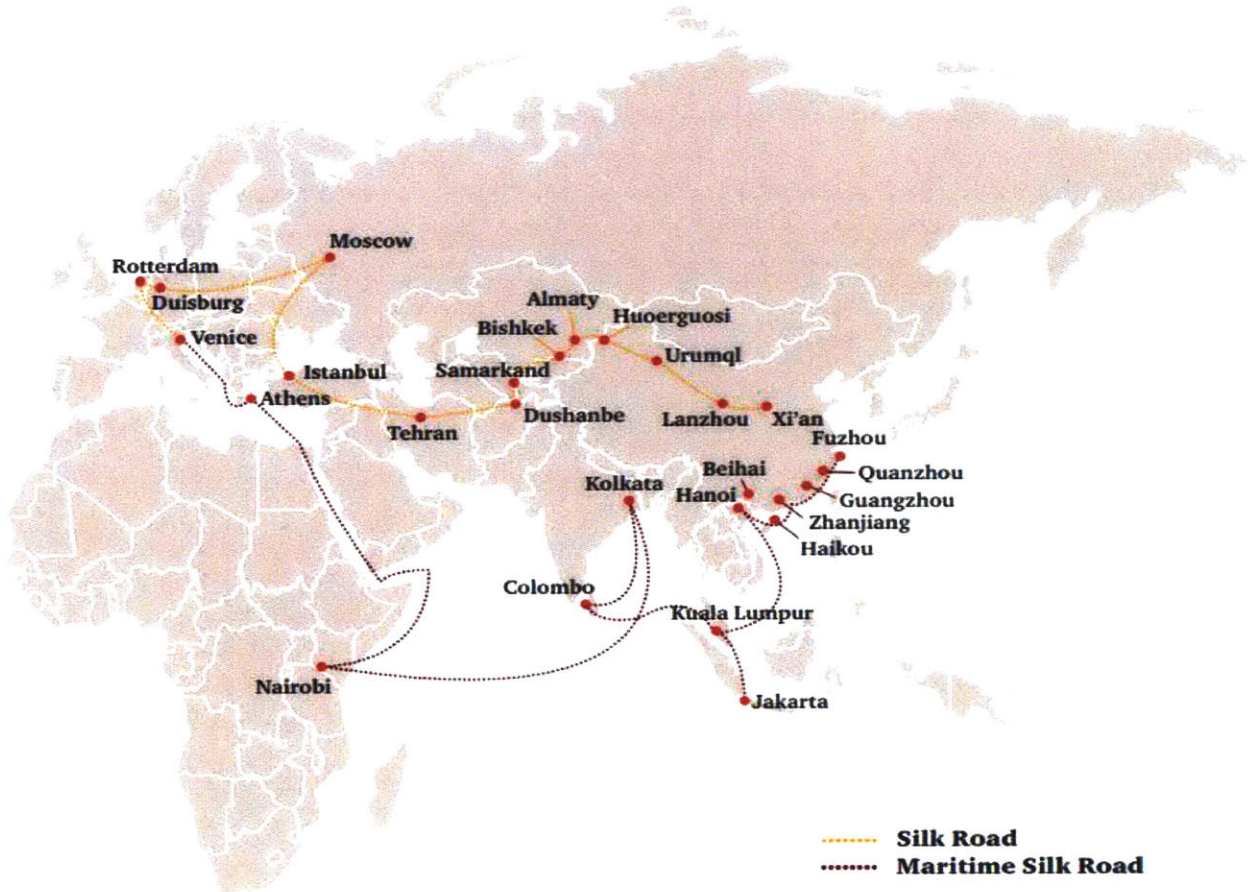 Moscow
Rotterdam
Duisburg
Venice
Almaty
Huoerguosi
Bishkek
Urumql
Istanbul
Samarkand
Athens
Dushanbe
Lanzhou
Xi'an
Tehran
Fuzhou
Beihai
Quanzhou
Kolkata
Hanoi
Guangzhou
Zhanjiang
Haikou
Colombo
Kuala Lumpur
Nairobi
Jakarta
Silk Road
Maritime Silk Road